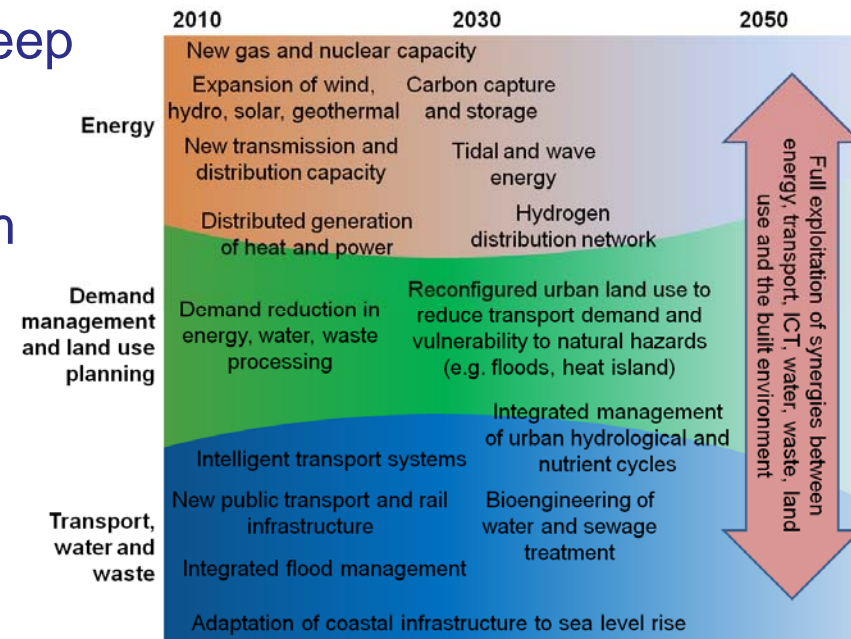 eep
n
2010 2030 2050
Energy
New gas and nuclear capacity
Expansion of wind,
hydro, solar, geothermal
Carbon capture
and storage
New transmission and
distribution capacity
Tidal and wave
energy
Distributed generation
of heat and power
Hydrogen
distribution network
Demand
management
and land use
planning
Demand reduction in
energy, water, waste
processing
Reconfigured urban land use to
reduce transport demand and
vulnerability to natural hazards
(e.g. floods, heat island)
Transport,
water and
waste
Integrated management
of urban hydrological and
nutrient cycles
Intelligent transport systems
New public transport and rail
infrastructure
Bioengineering of
water and sewage
treatment
Integrated flood management
Adaptation of coastal infrastructure to sea level rise
Full exploitation of synergies between
energy, transport, ICT, water, waste, land
use and the built environment